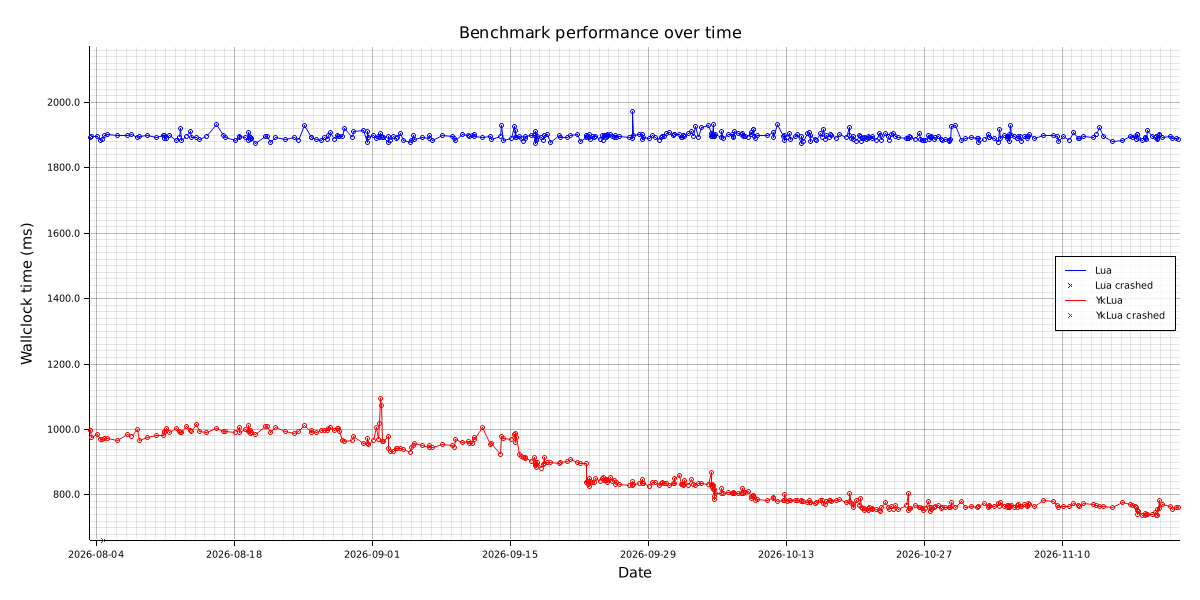 Benchmark performance over time
Wallclock time (ms)
2000.0
1800.0
1600.0
1400.0
1200.0
1000.0
800.0
Lua
Lua crashed
YkLua
YkLua crashed
2026-08-04 2026-08-18 2026-09-01 2026-09-15 2026-09-29 2026-10-13 2026-10-27 2026-11-10
Date